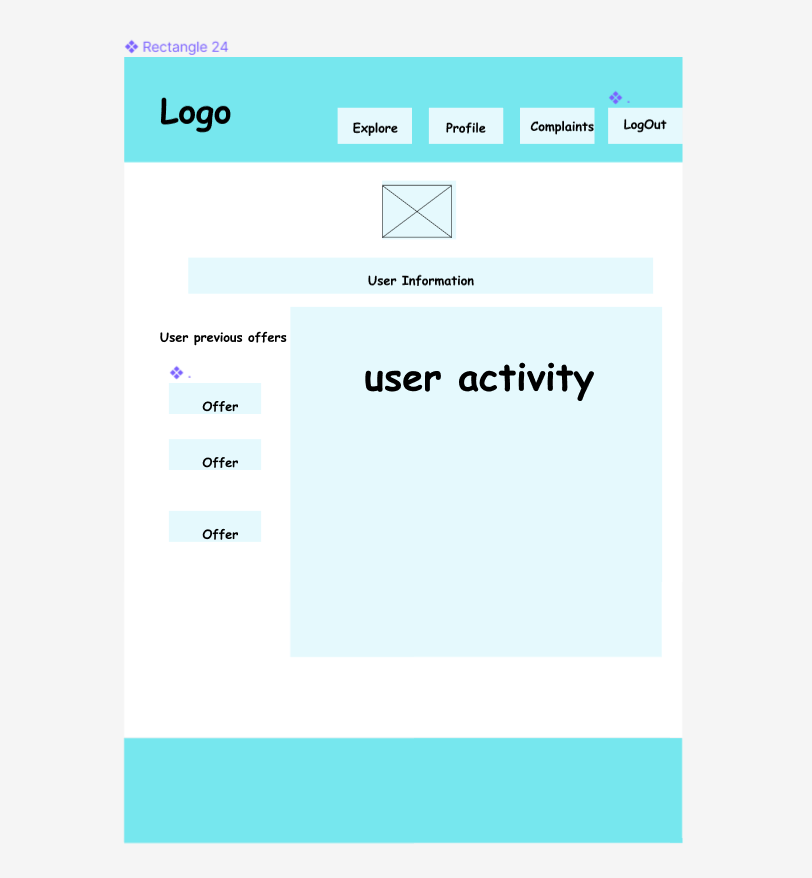 Rectangle 24
Logo
Explore
Profile
Complaints
.
LogOut
User Information
User previous offers
user activity
.
Offer
Offer
Offer